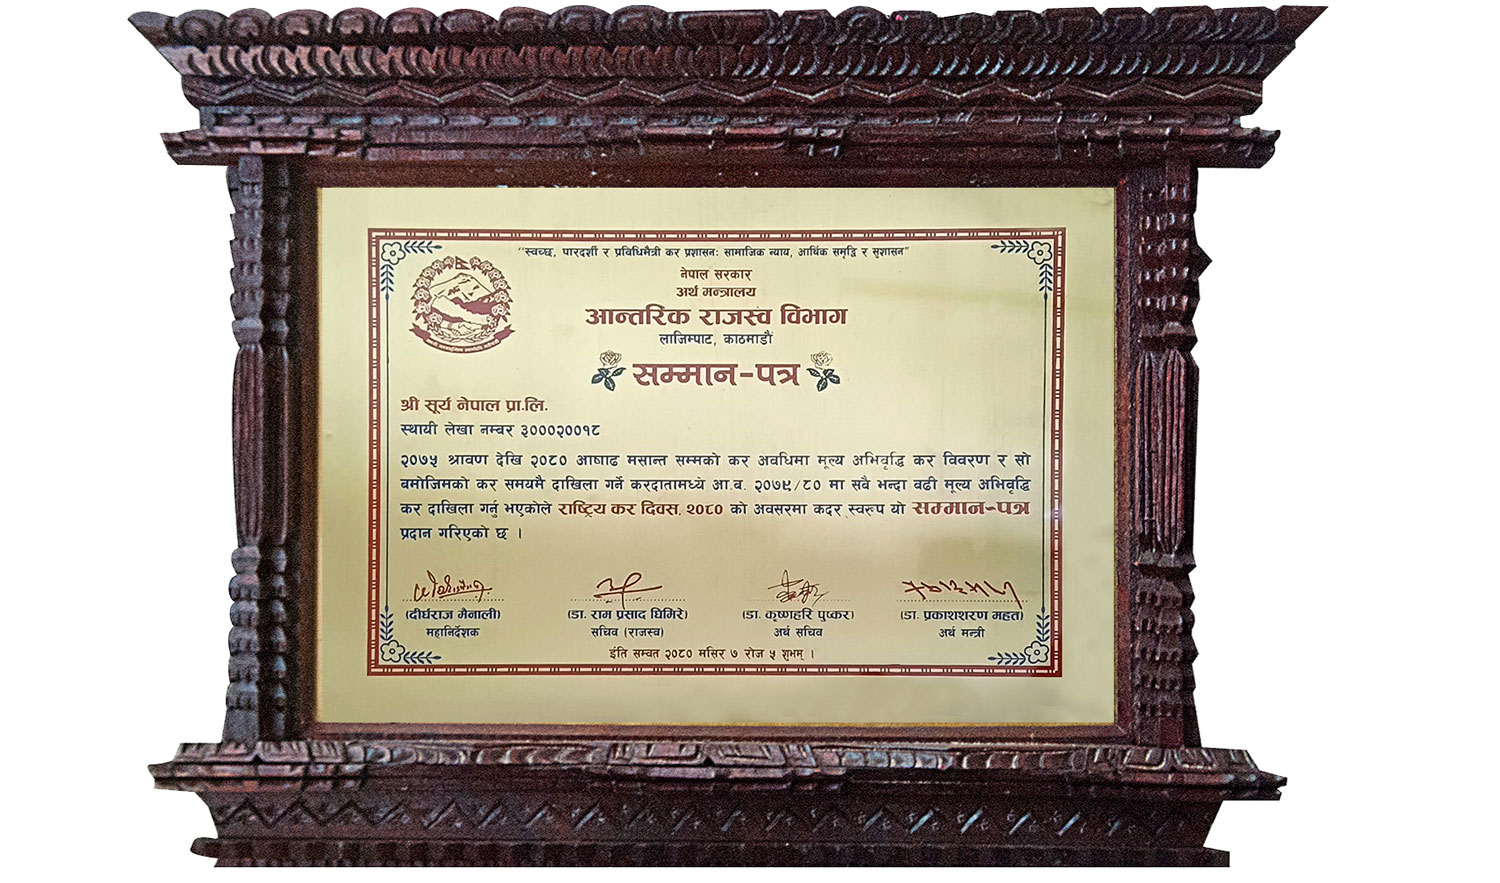 "स्वच्छ, पारदर्शी र प्रविधिमैत्री कर प्रशासनः सामाजिक न्याय, आर्थिक समृद्धि र सुशासन"
नेपाल सरकार
अर्थ मन्त्रालय
आन्तरिक राजस्व विभाग
लाजिम्पाट, काठमाडौं
सम्मान-पत्र
श्री सूर्य नेपाल प्रा.लि.
स्थायी लेखा नम्बर ३०००२००१८
२०७५ श्रावण देखि २०८० आषाढ मसान्त सम्मको कर अवधिमा मूल्य अभिवृद्धि कर विवरण र सो
बमोजिमको कर समयमै दाखिला गर्ने करदातामध्ये आ.व. २०७९/८० मा सबै भन्दा बढी मूल्य अभिवृद्धि
कर दाखिला गर्नु भएकोले राष्ट्रिय कर दिवस, २०८० को अवसरमा कदर स्वरुप यो सम्मान-पत्र
प्रदान गरिएको छ ।
(दीर्घराज मैनाली) (डा. राम प्रसाद घिमिरे) (डा. कृष्णहरि पुष्कर) (डा. प्रकाशशरण महत)
महानिर्देशक सचिव (राजस्व) अर्थ सचिव अर्थ मन्त्री
इति सम्वत २०८० मंसिर ७ रोज ५ शुभम् ।